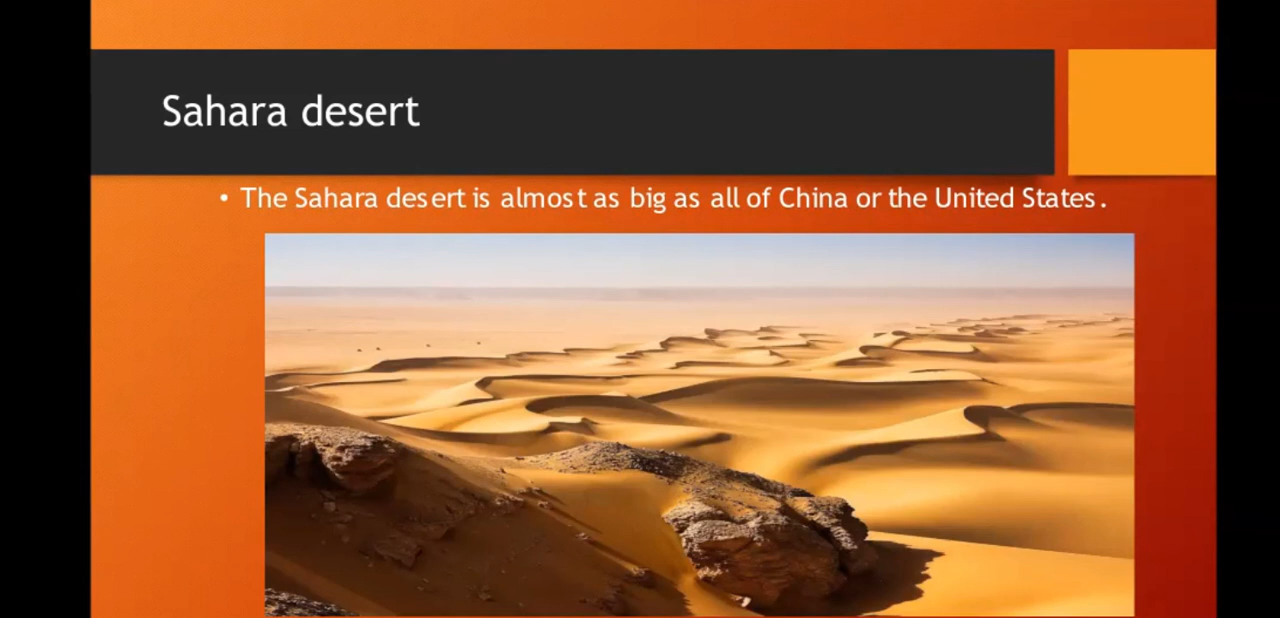 Sahara desert
• The Sahara desert is almost as big as all of China or the United States.